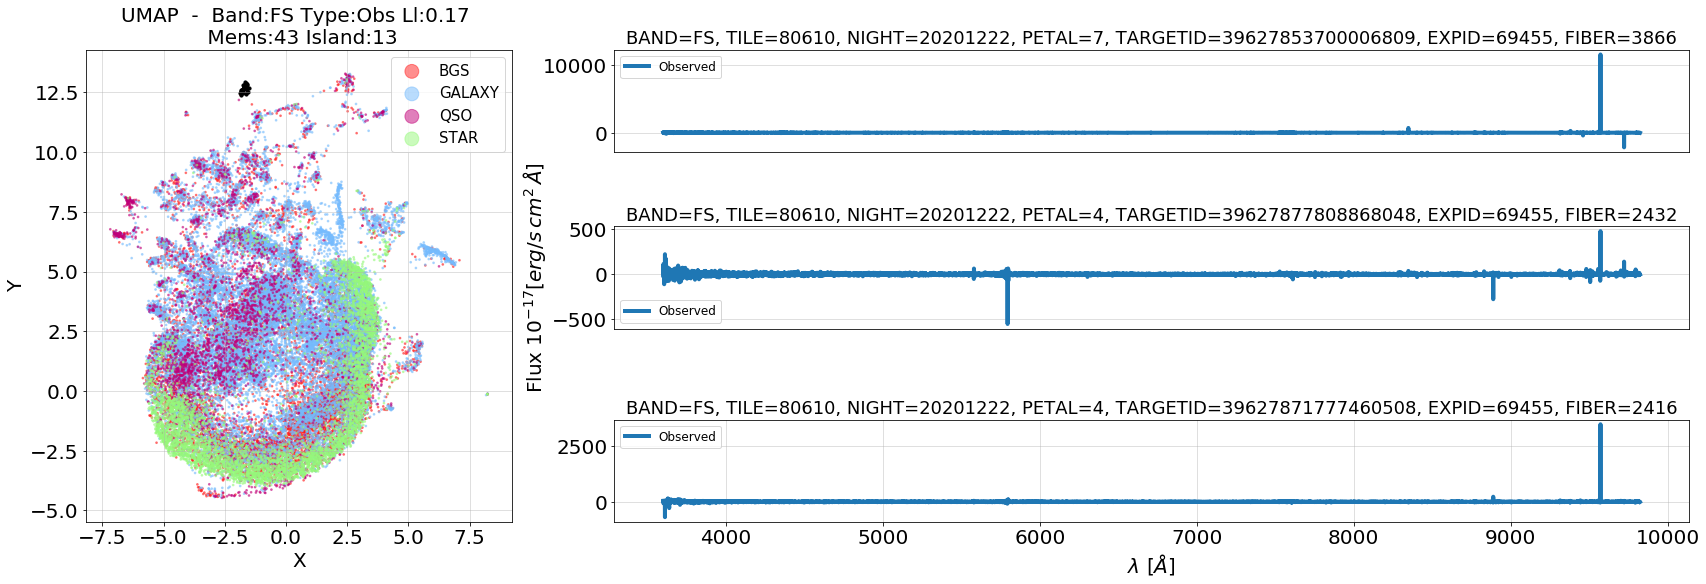 UMAP - Band:FS Type:Obs Ll:0.17
Mems:43 Island:13
BGS
GALAXY
QSO
STAR
12.5
10.0
7.5
5.0
2.5
0.0
−2.5
−5.0
Y
−7.5 −5.0 −2.5 0.0 2.5 5.0 7.5
X
Flux 10^{-17}[erg/s cm^2 Å]
BAND=FS, TILE=80610, NIGHT=20201222, PETAL=7, TARGETID=39627853700006809, EXPID=69455, FIBER=3866
Observed
10000
0
BAND=FS, TILE=80610, NIGHT=20201222, PETAL=4, TARGETID=39627877808868048, EXPID=69455, FIBER=2432
500
0
−500
Observed
BAND=FS, TILE=80610, NIGHT=20201222, PETAL=4, TARGETID=39627871777460508, EXPID=69455, FIBER=2416
Observed
2500
0
4000 5000 6000 7000 8000 9000 10000
λ [Å]